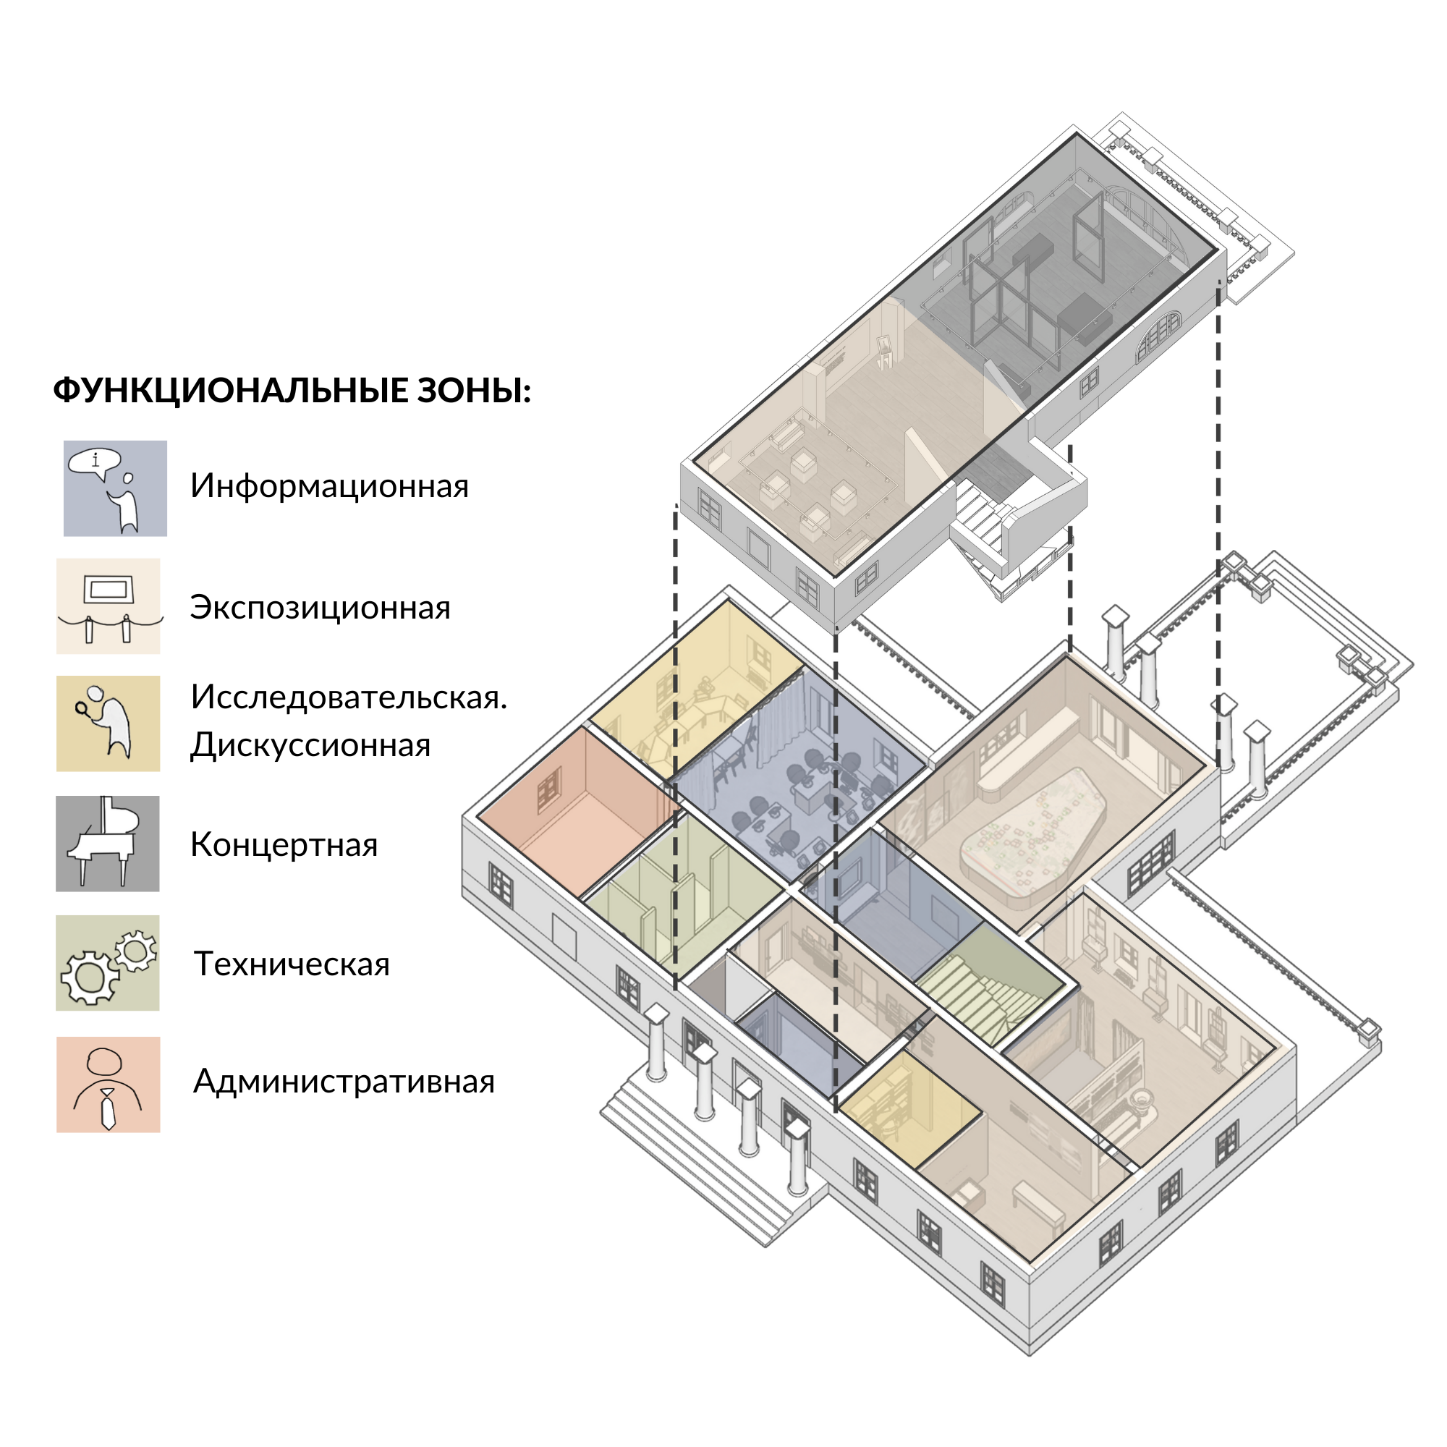 ФУНКЦИОНАЛЬНЫЕ ЗОНЫ:
i
Информационная
Экспозиционная
Исследовательская.
Дискуссионная
Концертная
Техническая
Административная